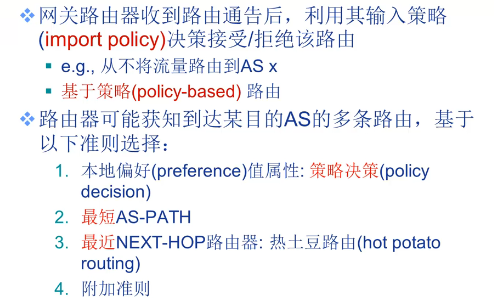 ❖网关路由器收到路由通告后，利用其输入策略
(import policy)决策接受/拒绝该路由
▪ e.g., 从不将流量路由到AS x
▪ 基于策略(policy-based) 路由
❖路由器可能获知到达某目的AS的多条路由，基于
以下准则选择：
1. 本地偏好(preference)值属性: 策略决策(policy
decision)
2. 最短AS-PATH
3. 最近NEXT-HOP路由器: 热土豆路由(hot potato
routing)
4. 附加准则